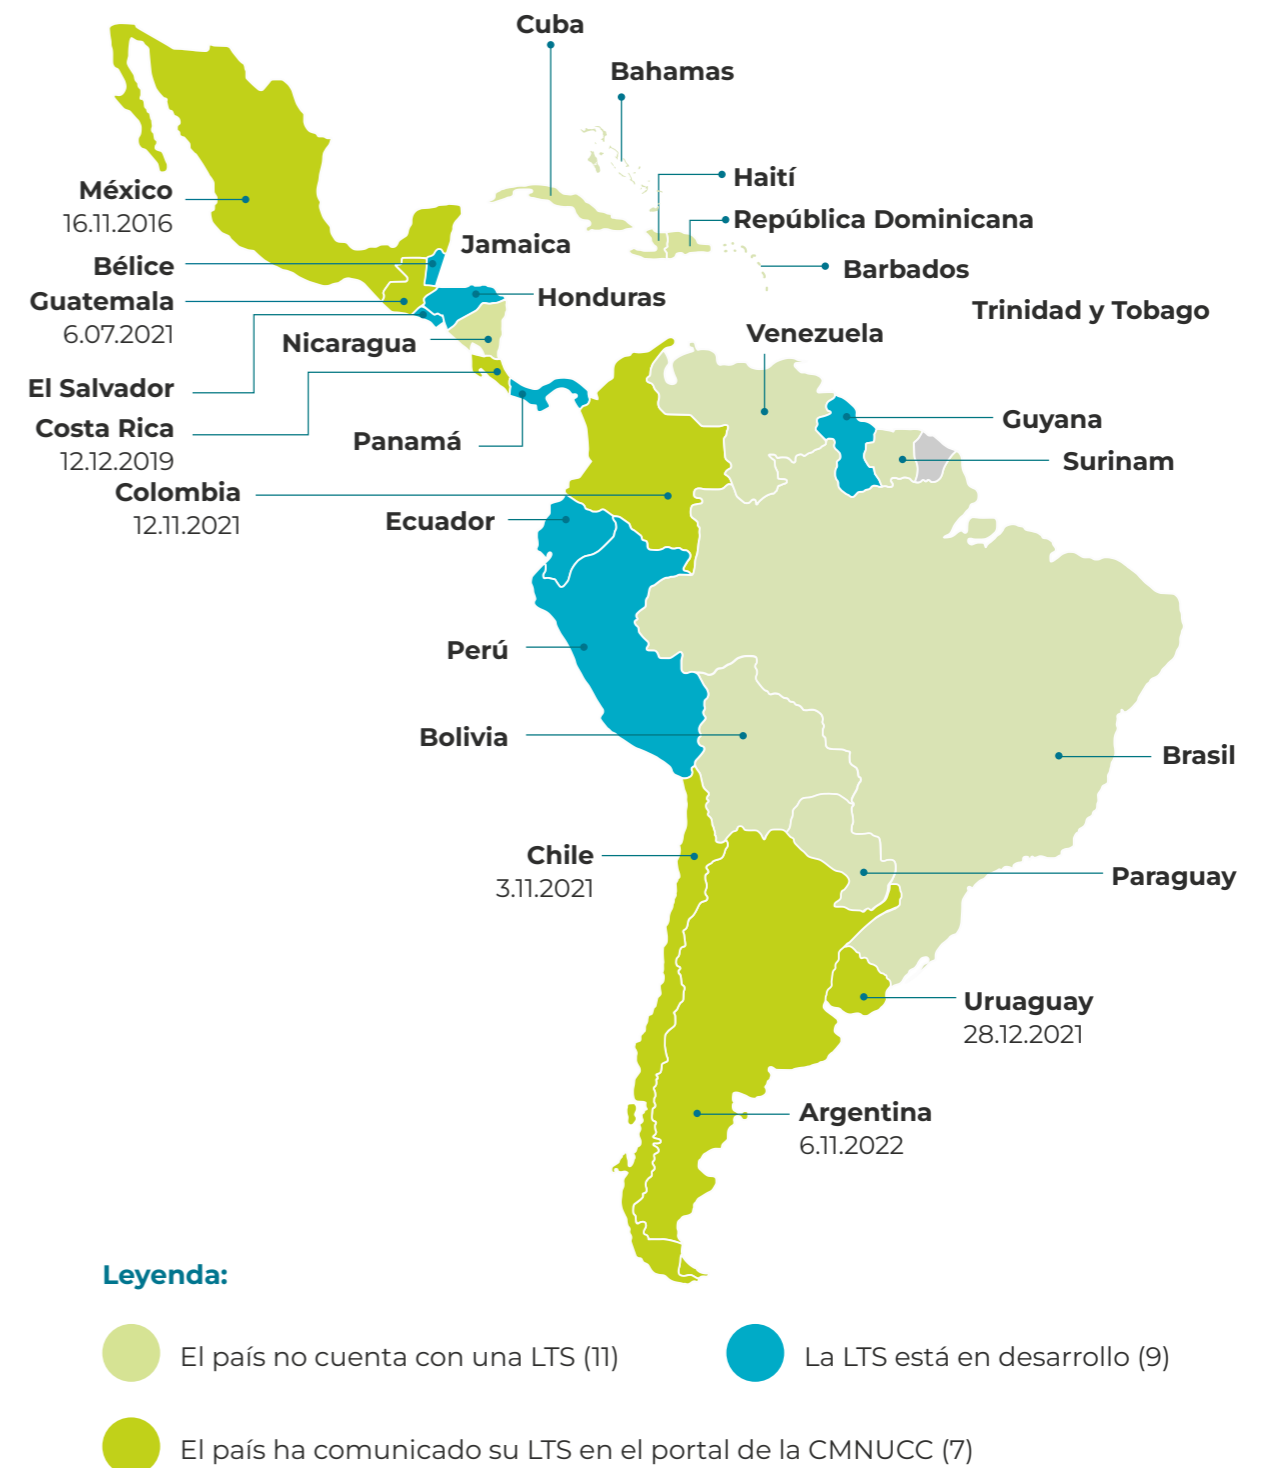 Cuba
Bahamas
Haití
México
16.11.2016
República Dominicana
Jamaica
Bélice
Barbados
Guatemala
6.07.2021
Honduras
Trinidad y Tobago
Nicaragua
Venezuela
El Salvador
Costa Rica
12.12.2019
Guyana
Panamá
Surinam
Colombia
12.11.2021
Ecuador
Perú
Bolivia
Brasil
Chile
3.11.2021
Paraguay
Uruaguay
28.12.2021
Argentina
6.11.2022
Leyenda:
El país no cuenta con una LTS (11)
La LTS está en desarrollo (9)
El país ha comunicado su LTS en el portal de la CMNUCC (7)